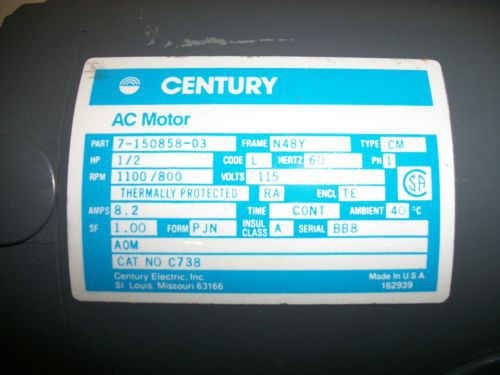 CENTURY
AC Motor
PART 7-150858-03 FRAME N48Y TYPE CM
HP 1/2 CODE L HERTZ 60 PH 1
RPM 1100/800 VOLTS 115
THERMALLY PROTECTED RA ENCL TE
SA
AMPS 8.2 TIME CONT AMBIENT 40 °C
SF 1.00 FORM PJN INSUL CLASS A SERIAL BB8
AOM
CAT NO C738
Century Electric, Inc Made In U.S.A
St Louis, Missouri 63166 162939